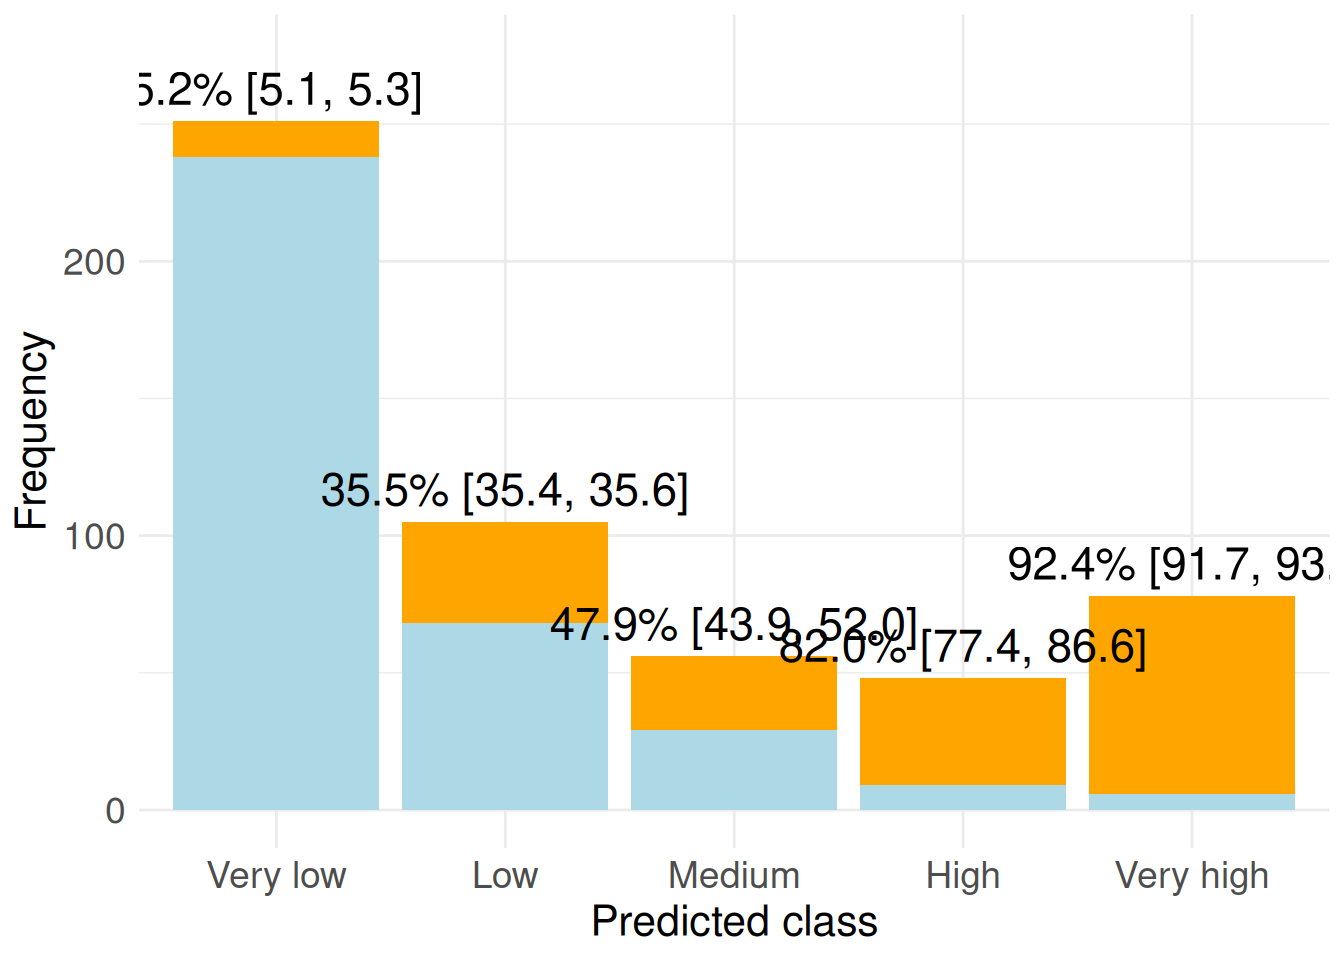 5.2% [5.1, 5.3]
35.5% [35.4, 35.6]
92.4% [91.7, 93.
47.9% [43.9, 52.0]
82.0% [77.4, 86.6]
Frequency
200
100
0
Very low Low Medium High Very high
Predicted class